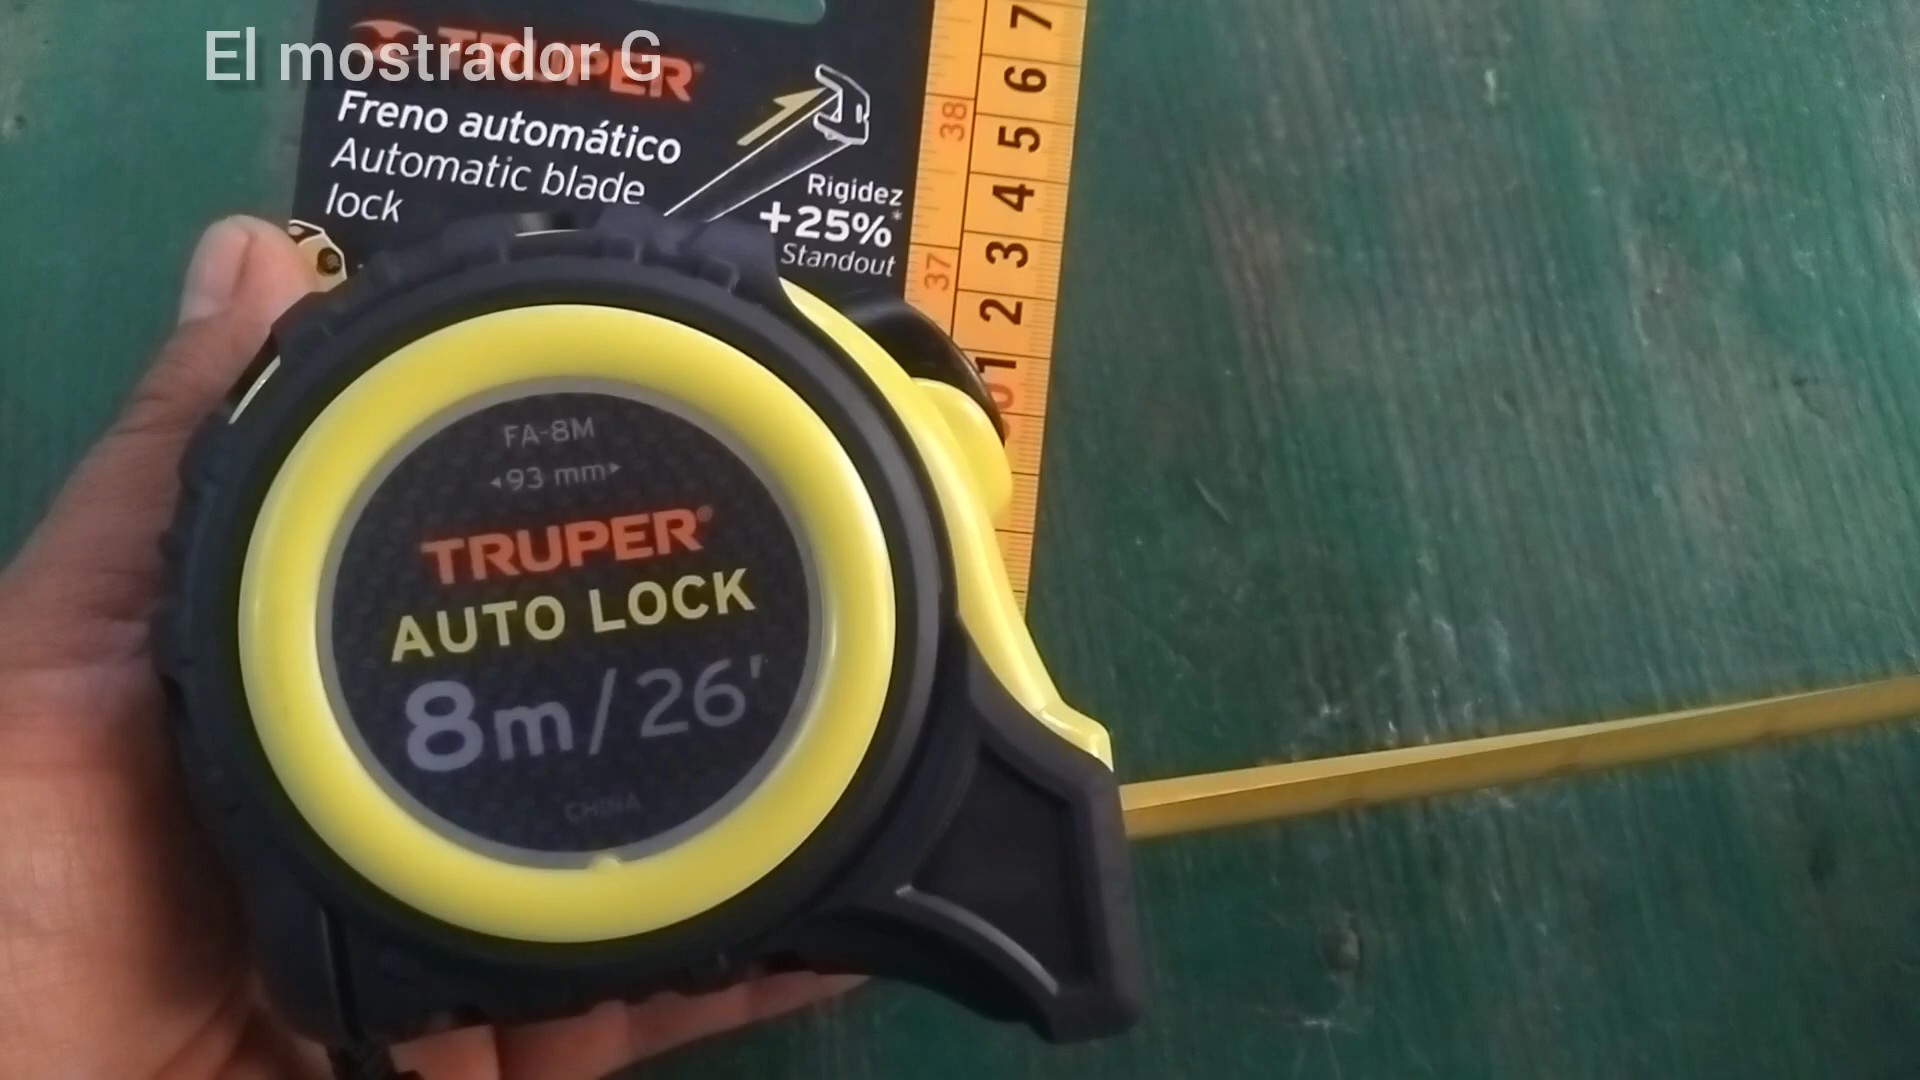 El mostrador G
TRUPER®
Freno automático
Automatic blade
lock
Rigidez
+25%*
Standout
7
6
38
5
4
3
37
2
1
FA-8M
93 mm
TRUPER®
AUTO LOCK
8m/26'
CHINA